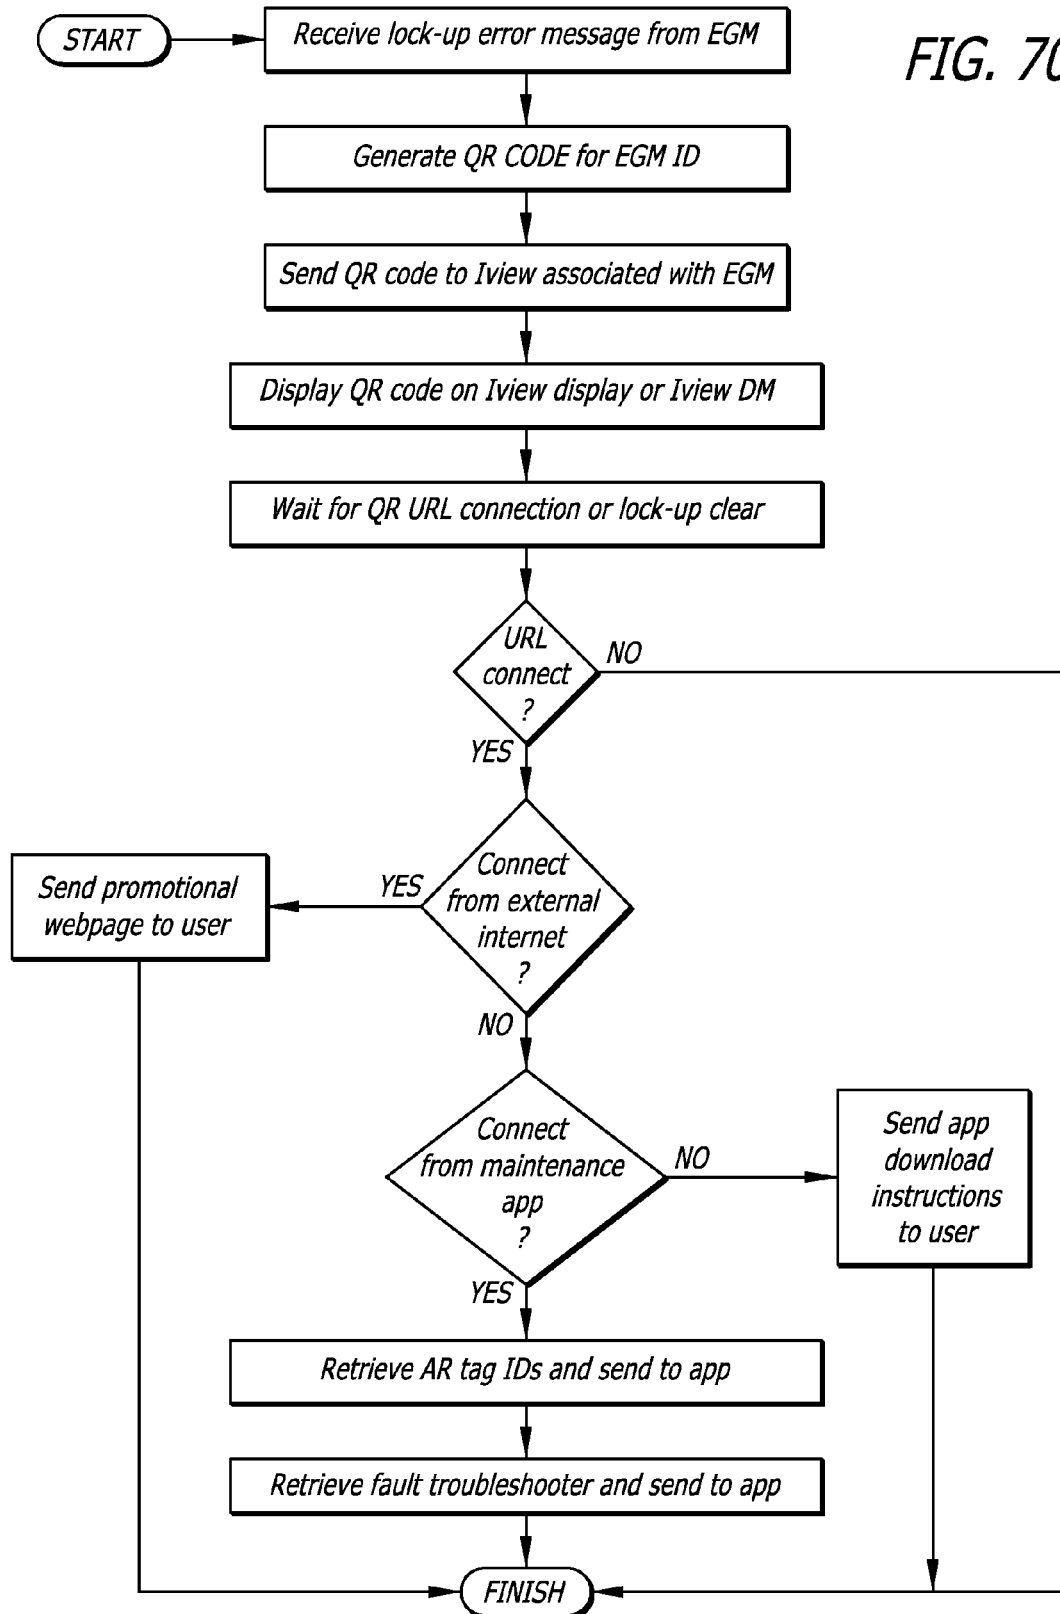 START
Receive lock-up error message from EGM
FIG. 70
Generate QR CODE for EGM ID
Send QR code to Iview associated with EGM
Display QR code on Iview display or Iview DM
Wait for QR URL connection or lock-up clear
URL
connect
?
NO
YES
Connect
from external
internet
?
YES
Send promotional
webpage to user
NO
Connect
from maintenance
app
?
NO
Send app
download
instructions
to user
YES
Retrieve AR tag IDs and send to app
Retrieve fault troubleshooter and send to app
FINISH